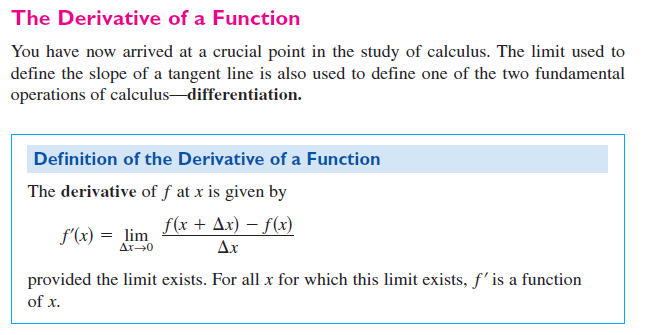 The Derivative of a Function
You have now arrived at a crucial point in the study of calculus. The limit used to
define the slope of a tangent line is also used to define one of the two fundamental
operations of calculus—differentiation.
Definition of the Derivative of a Function
The derivative of f at x is given by
f′(x) = lim Δx→0 f(x + Δx) − f(x) / Δx
provided the limit exists. For all x for which this limit exists, f′ is a function
of x.